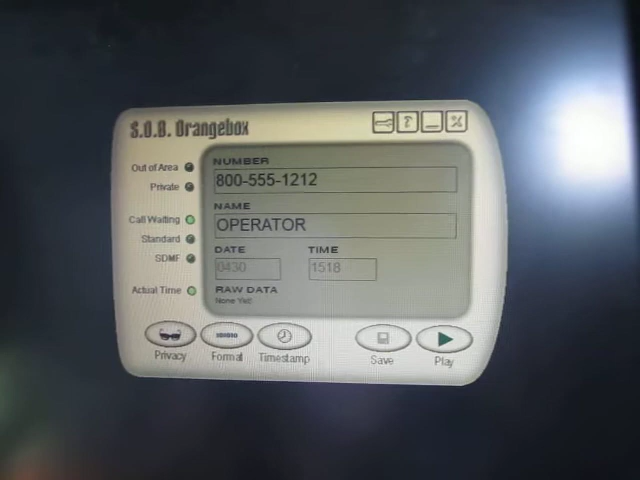 S.O.B. Orangebox
?
Out of Area
Private
Call Waiting
Standard
SDMF
Actual Time
NUMBER
800-555-1212
NAME
OPERATOR
DATE TIME
0430 1518
RAW DATA
None Yet!
Privacy Format Timestamp Save Play